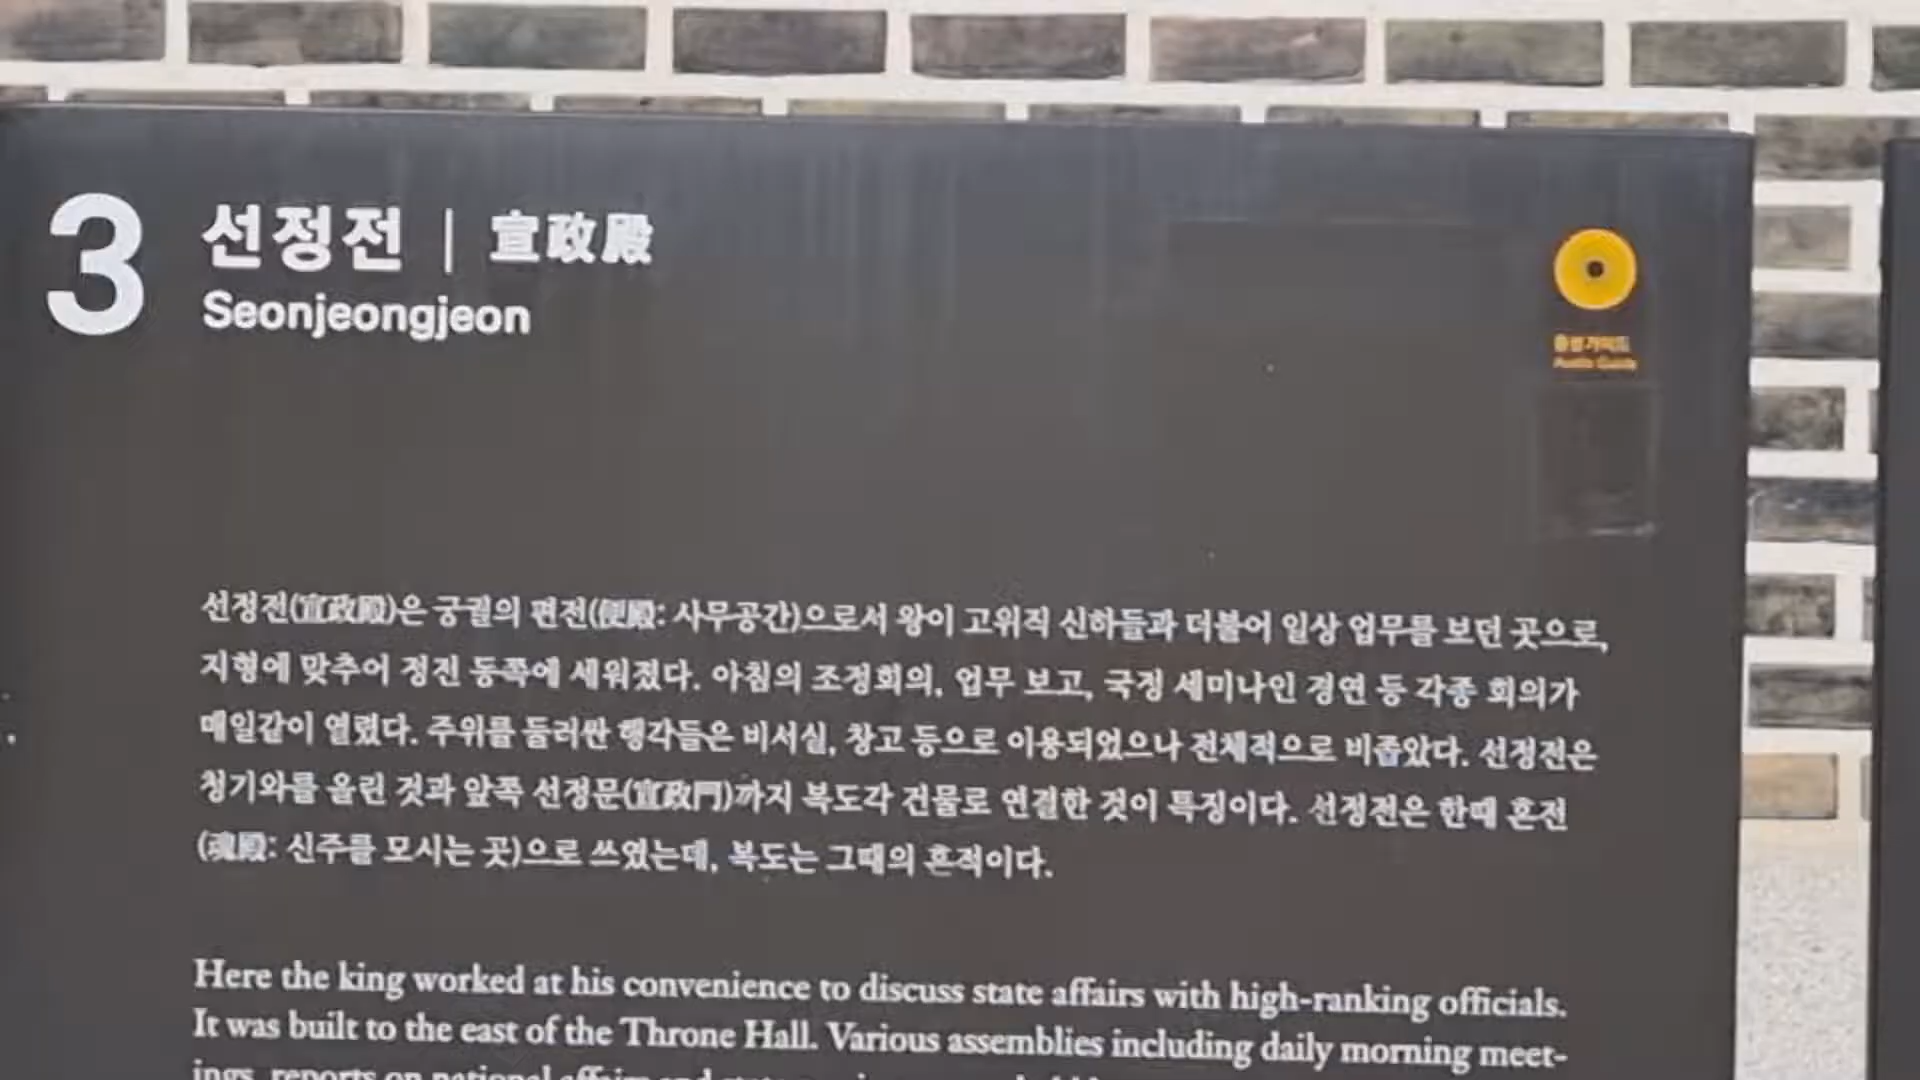 3
선정전 | 宣政殿
Seonjeongjeon
음성가이드
Audio Guide
선정전(宣政殿)은 궁궐의 편전(便殿: 사무공간)으로서 왕이 고위직 신하들과 더불어 일상 업무를 보던 곳으로,
지형에 맞추어 정진 동쪽에 세워졌다. 아침의 조정회의, 업무 보고, 국정 세미나인 경연 등 각종 회의가
매일같이 열렸다. 주위를 둘러싼 행각들은 비서실, 창고 등으로 이용되었으나 전체적으로 비좁았다. 선정전은
청기와를 올린 것과 앞쪽 선정문(宣政門)까지 복도각 건물로 연결한 것이 특징이다. 선정전은 한때 혼전
(魂殿: 신주를 모시는 곳)으로 쓰였는데, 복도는 그때의 흔적이다.
Here the king worked at his convenience to discuss state affairs with high-ranking officials.
It was built to the east of the Throne Hall. Various assemblies including daily morning meet-
ings, reports on national affairs and